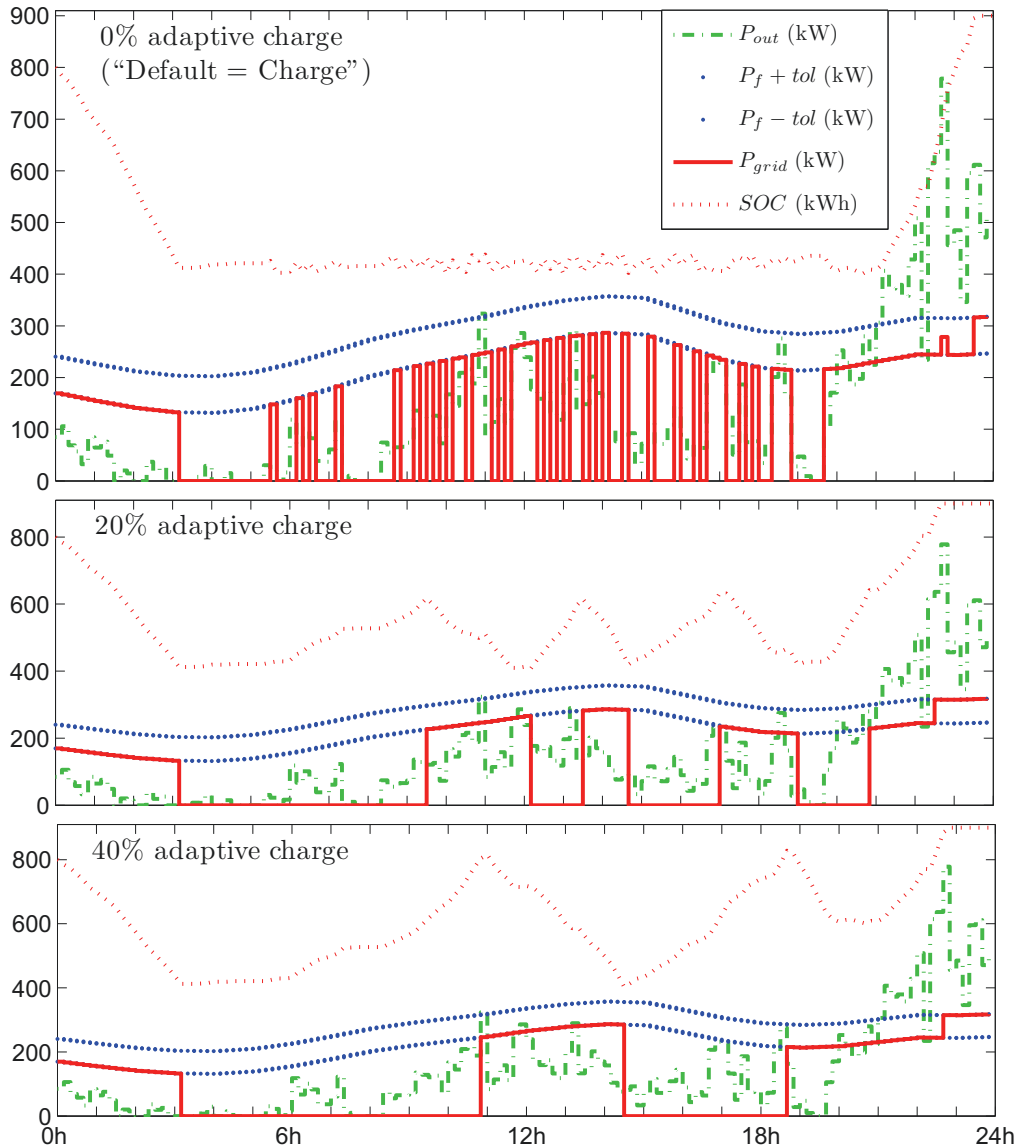 900
800
700
600
500
400
300
200
100
0
0% adaptive charge
(“Default = Charge”)
P_out (kW)
P_f + tol (kW)
P_f − tol (kW)
P_grid (kW)
SOC (kWh)
800
600
400
200
0
20% adaptive charge
800
600
400
200
0
40% adaptive charge
0h
6h
12h
18h
24h